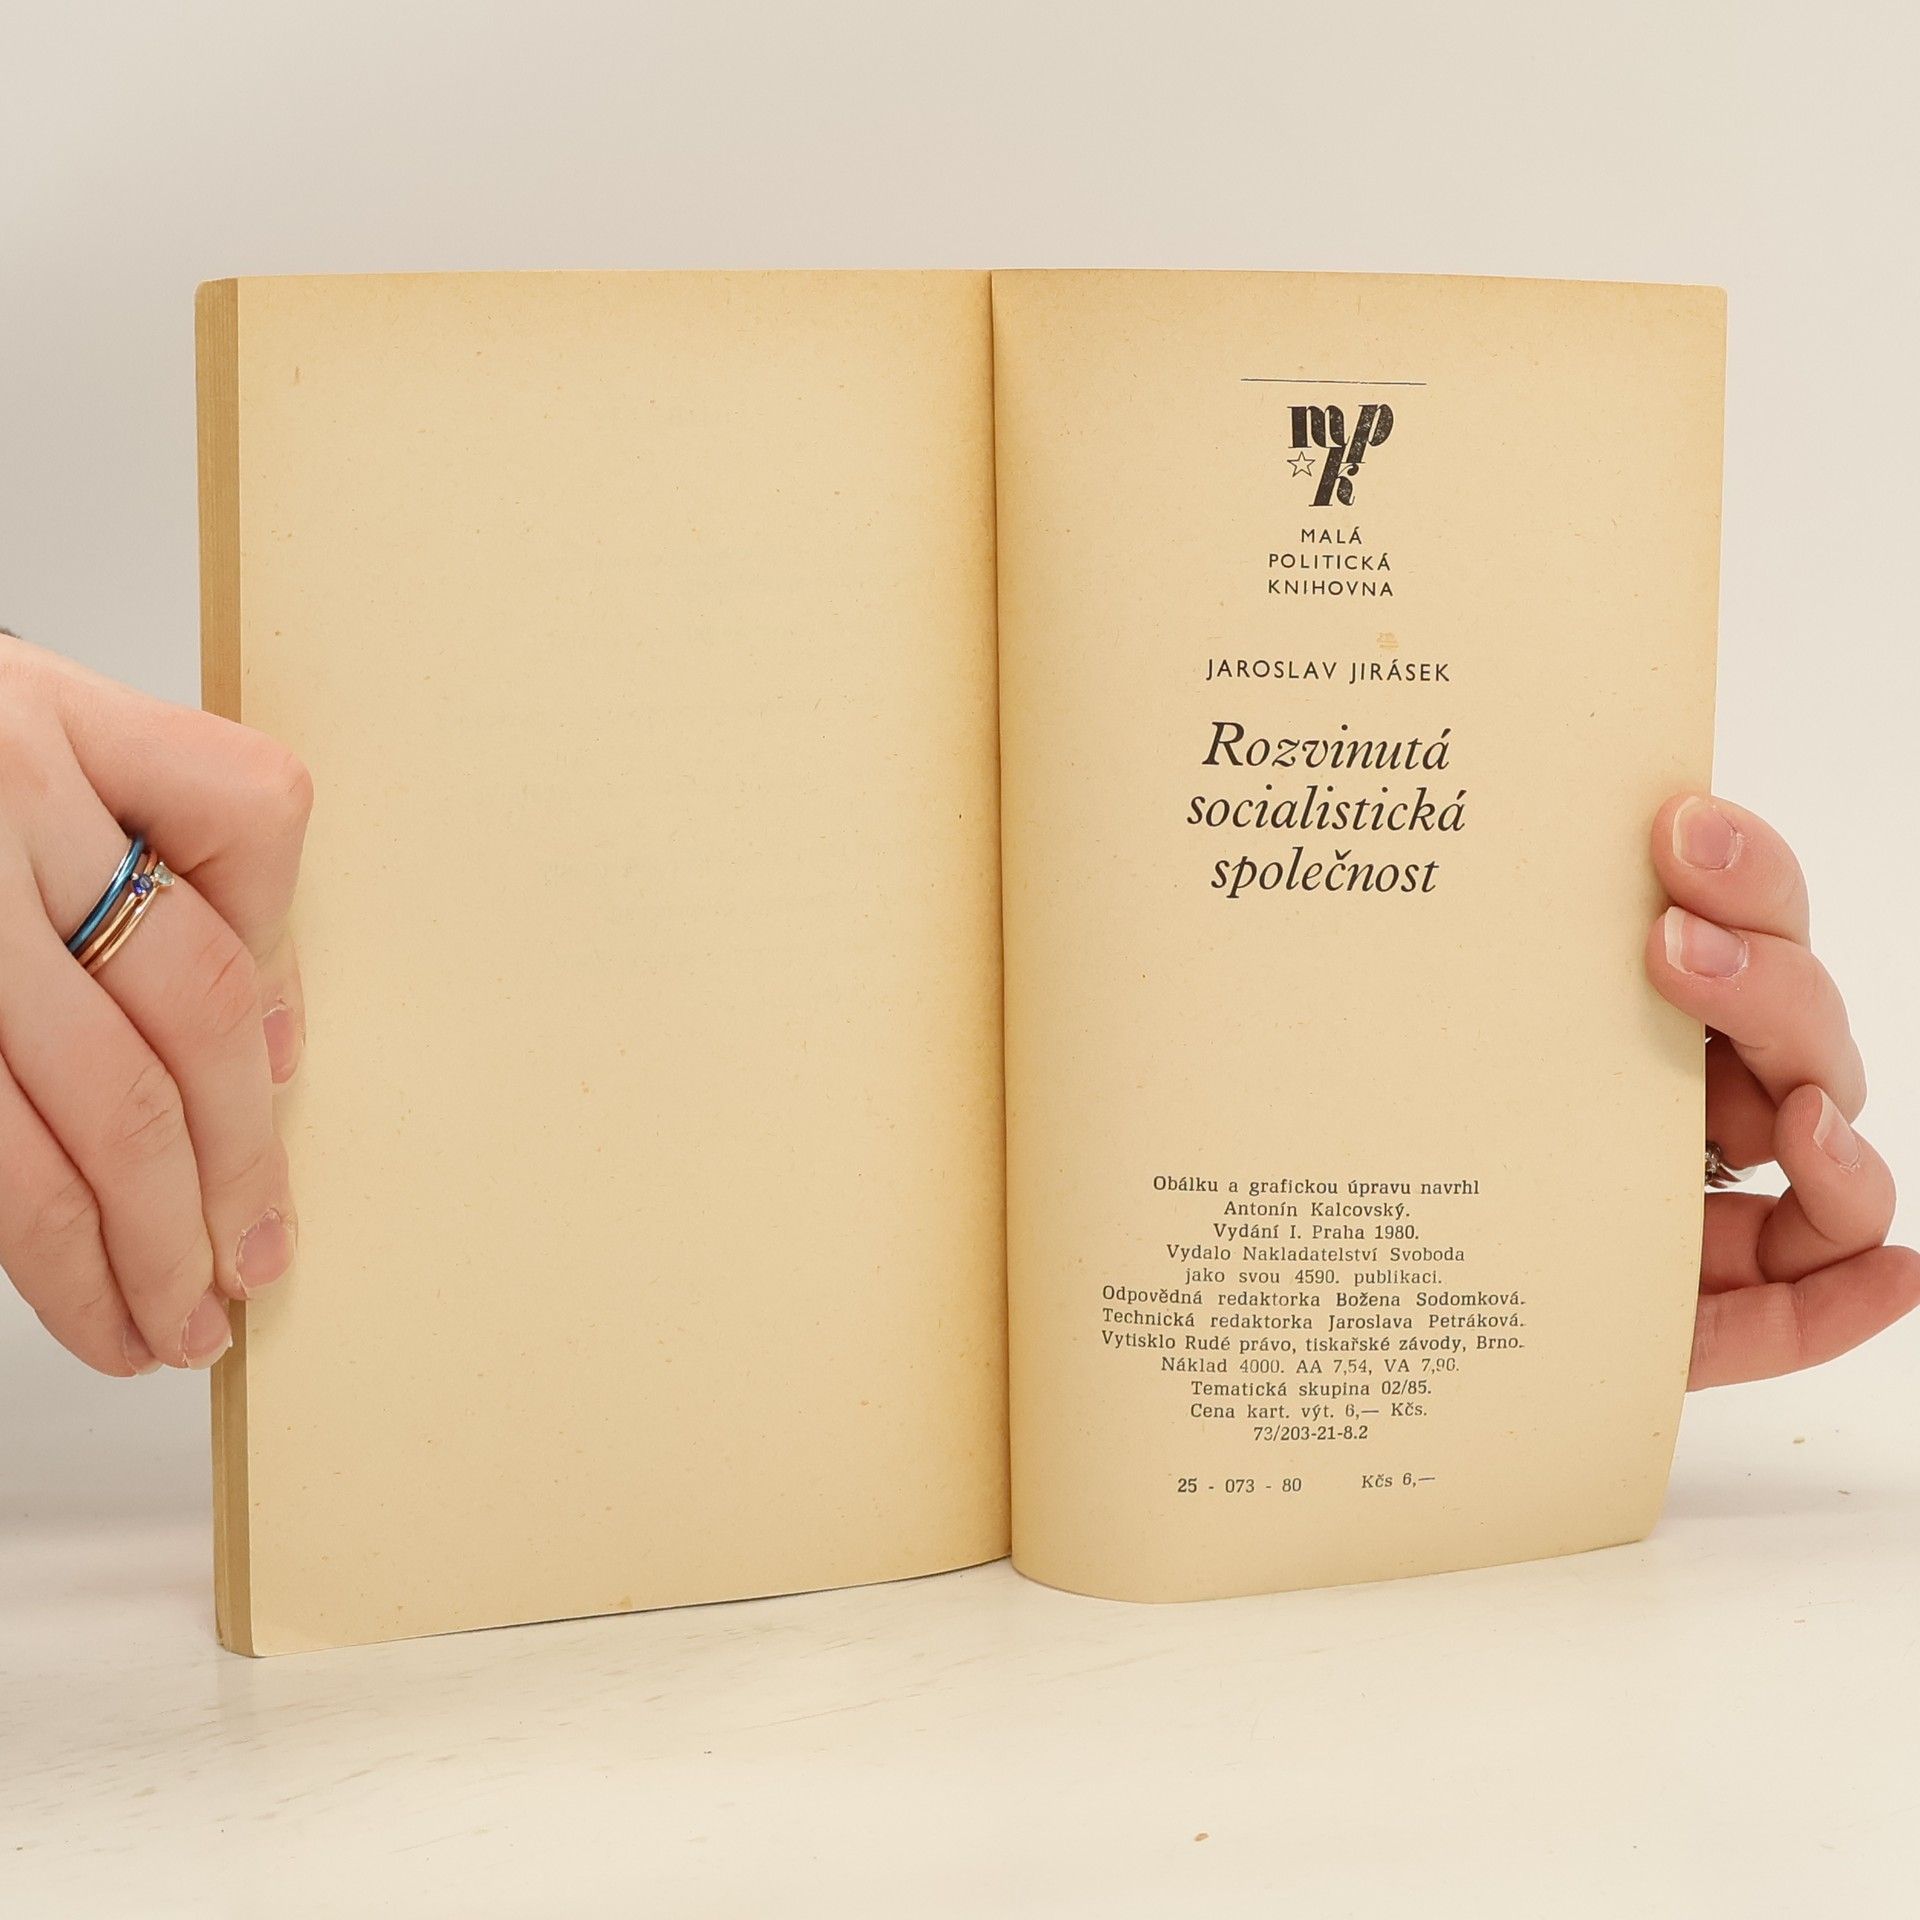 mpk
MALÁ
POLITICKÁ
KNIHOVNA
JAROSLAV JIRÁSEK
Rozvinutá
socialistická
společnost
Obálku a grafickou úpravu navrhl
Antonín Kalcovský.
Vydání I. Praha 1980.
Vydalo Nakladatelství Svoboda
jako svou 4590. publikaci.
Odpovědná redaktorka Božena Sodomková.
Technická redaktorka Jaroslava Petráková.
Vytisklo Rudé právo, tiskařské závody, Brno.
Náklad 4000. AA 7,54, VA 7,96.
Tematická skupina 02/85.
Cena kart. výt. 6,— Kčs.
73/203-21-8.2
25 - 073 - 80 Kčs 6,—